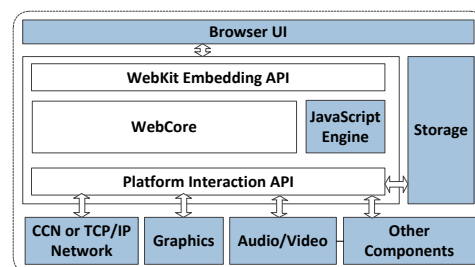 Browser UI
WebKit Embedding API
WebCore
JavaScript
Engine
Storage
Platform Interaction API
CCN or TCP/IP
Network
Graphics
Audio/Video
Other
Components